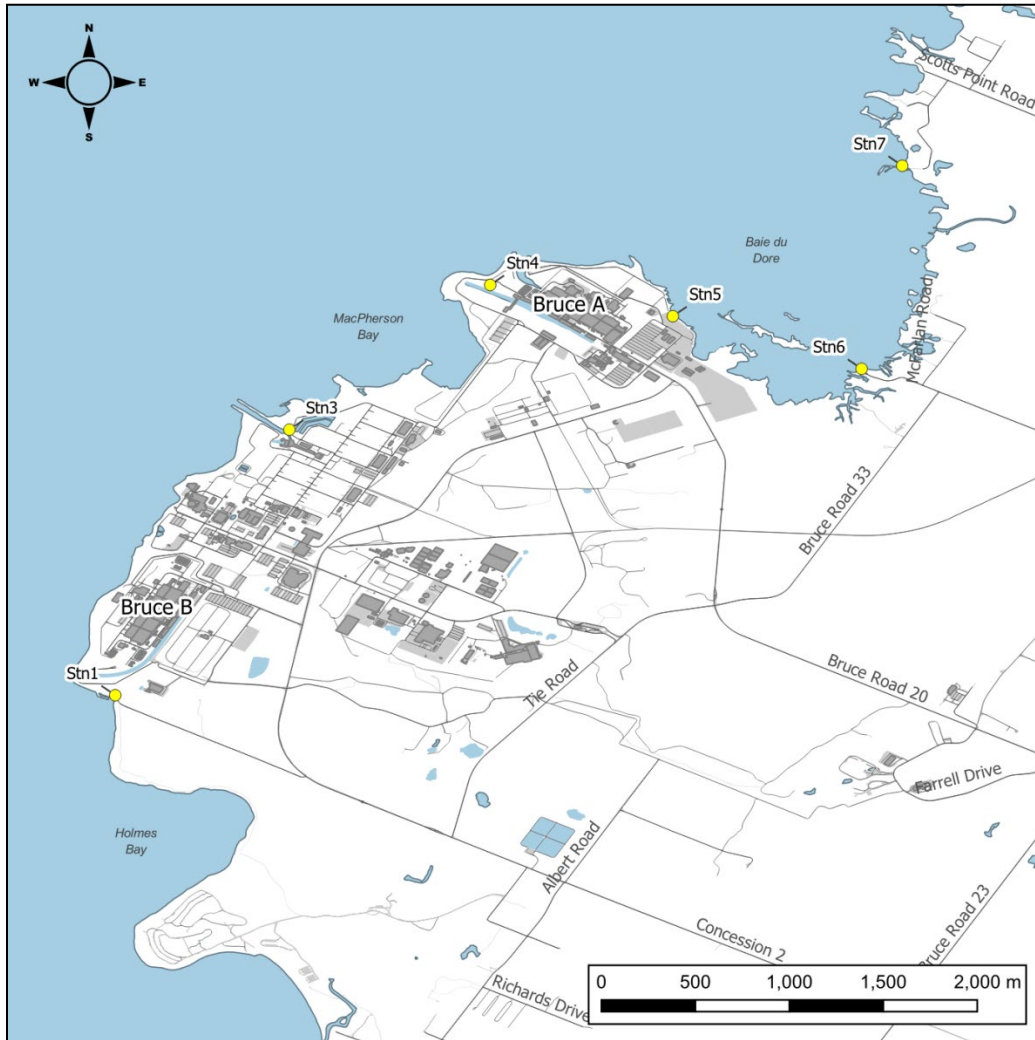 N
W E
S
Scotts Point Road
Stn7
Baie du
Dore
Stn4
Bruce A
Stn5
MacPherson
Bay
Stn6
McFarlan Road
Stn3
Bruce Road 33
Bruce B
Stn1
Tie Road
Bruce Road 20
Farrell Drive
Holmes
Bay
Albert Road
Concession 2
Bruce Road 23
Richards Drive
0 500 1,000 1,500 2,000 m